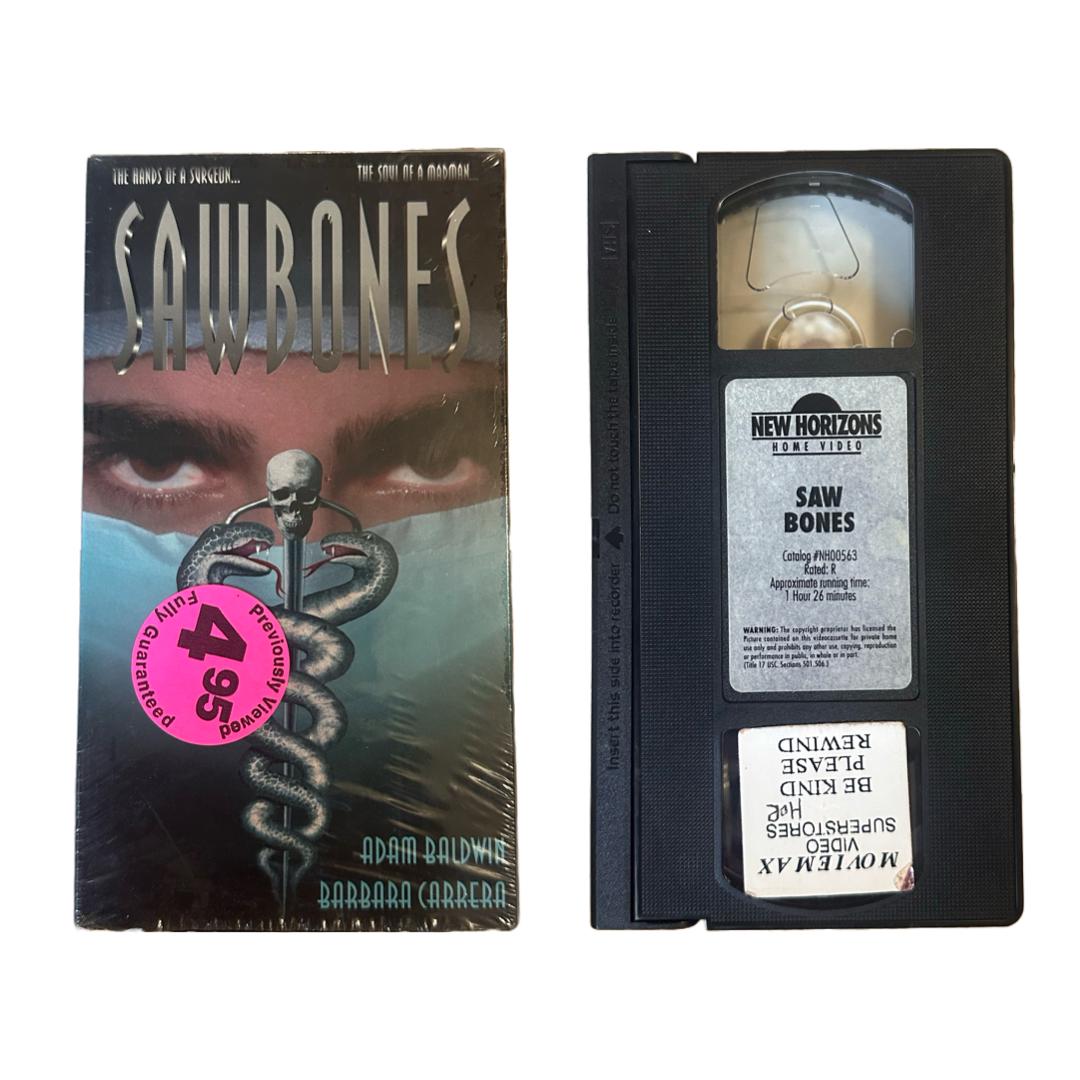 THE HANDS OF A SURGEON...
THE SOUL OF A MADMAN...
SAWBONES
Previously Viewed
4 95
Fully Guaranteed
ADAM BALDWIN
BARBARA CARRERA
VHS
Insert this side into recorder ▲ Do not touch the tape inside
NEW HORIZONS
HOME VIDEO
SAW
BONES
Catalog #NH00563
Rated: R
Approximate running time:
1 Hour 26 minutes
WARNING: The copyright proprietor has licensed the
Picture contained on this videocassette for private home
use only and prohibits any other use, copying, reproduction
or performance in public, in whole or in part.
(Title 17 USC. Sections 501.506.)
MOVIEMAX
VIDEO
SUPERSTORES
HOR
BE KIND
PLEASE
REWIND